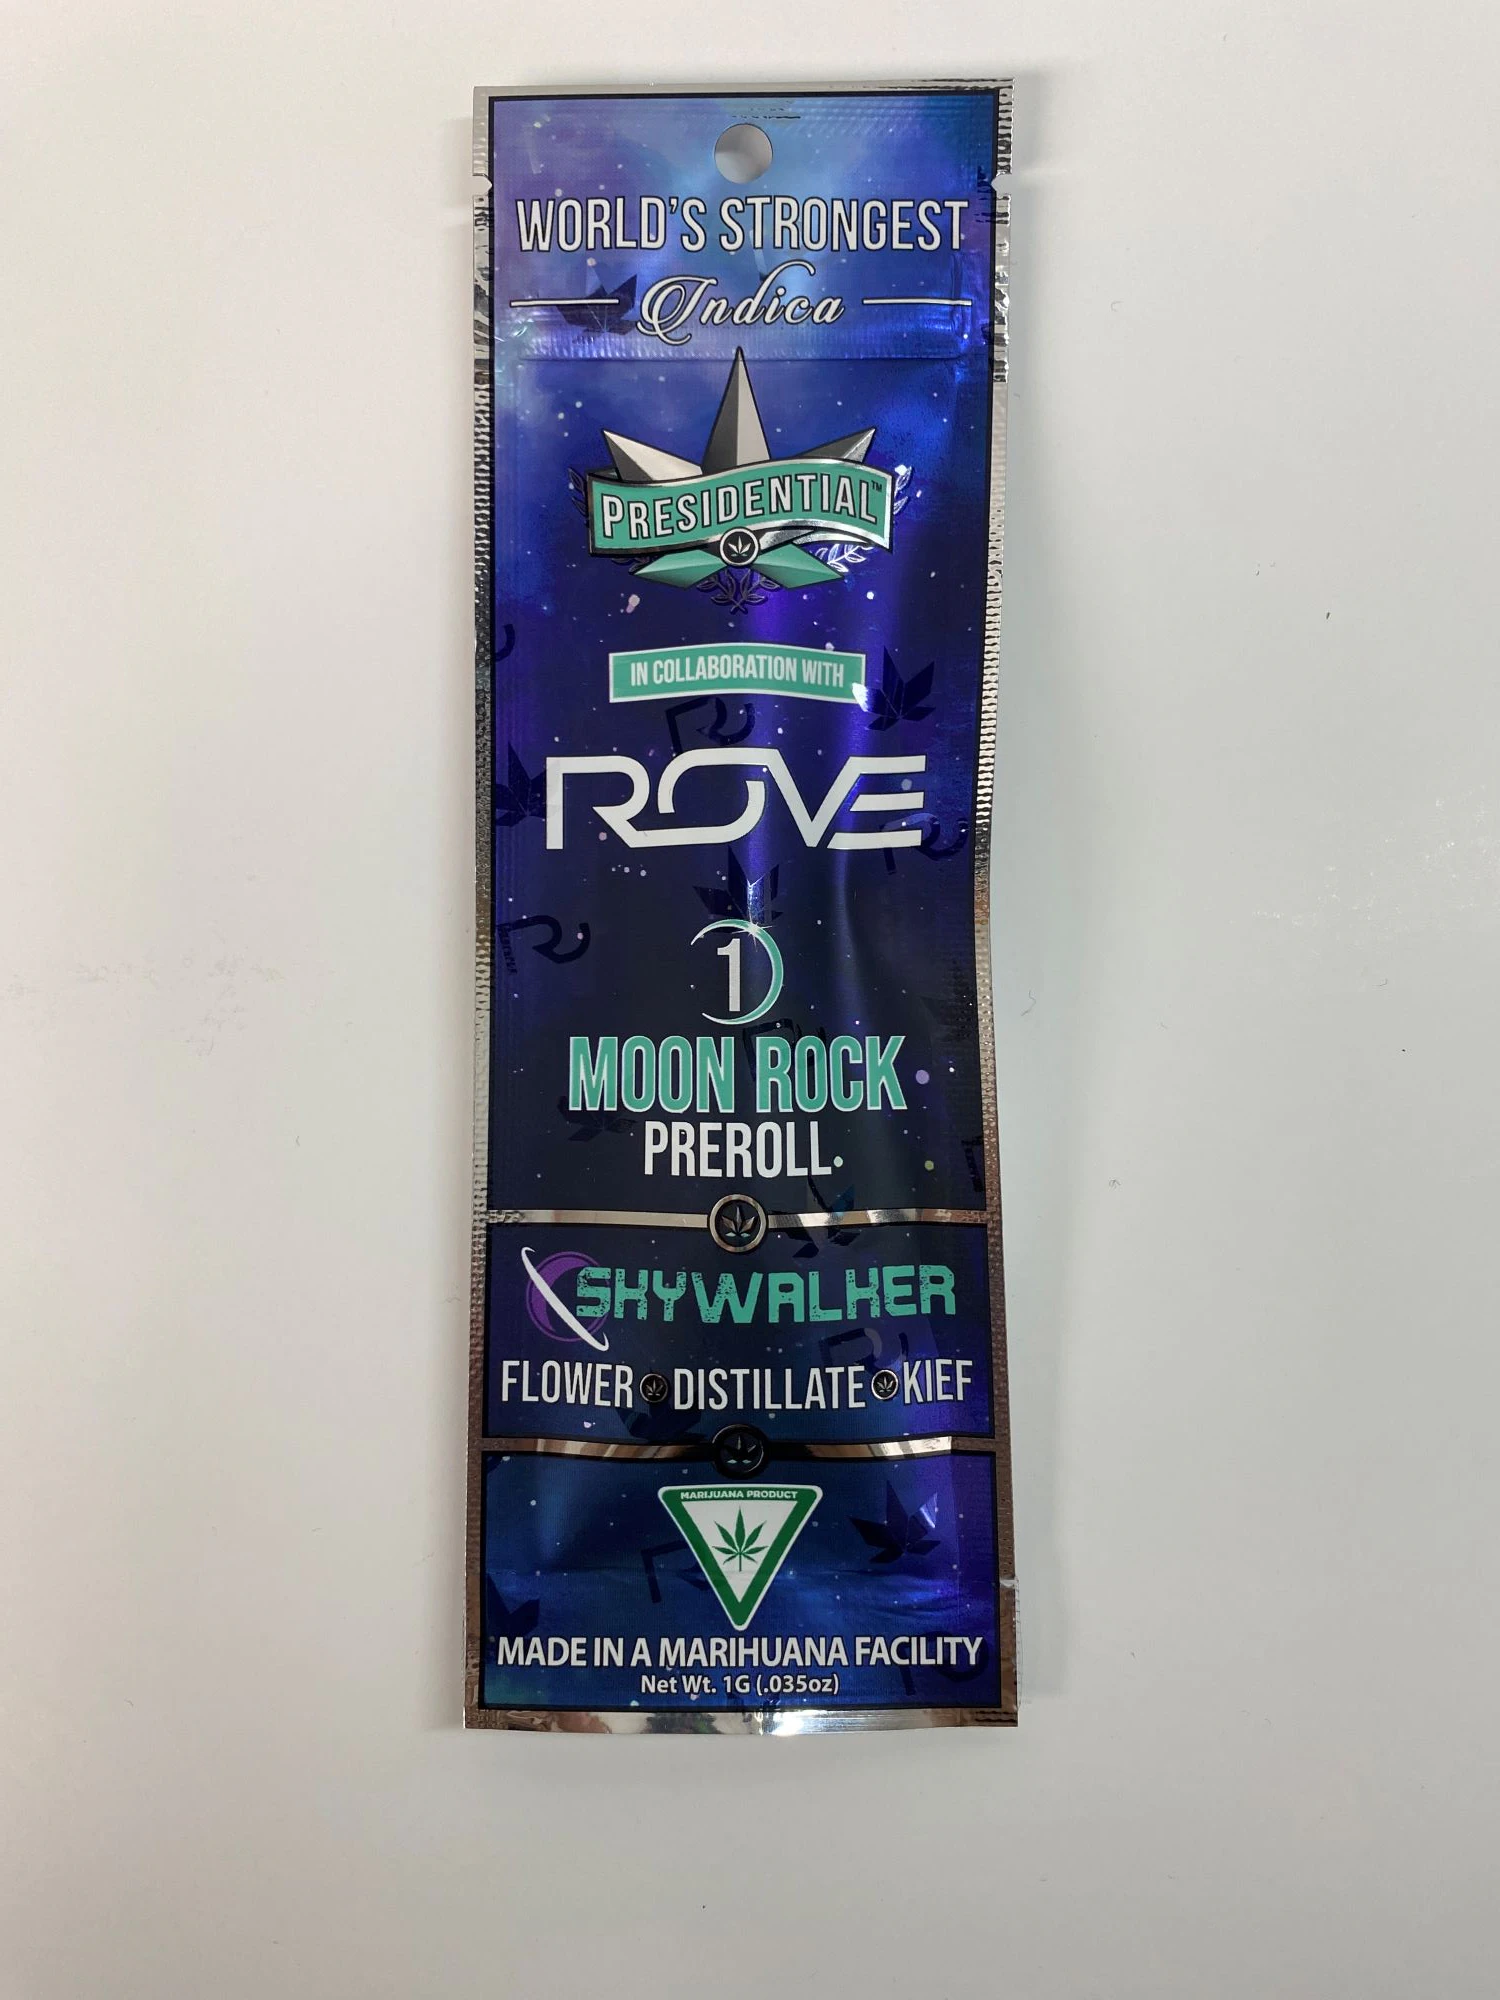 WORLD'S STRONGEST
Indica
PRESIDENTIAL™
IN COLLABORATION WITH
ROVE
1
MOON ROCK
PREROLL
SKYWALKER
FLOWER DISTILLATE KIEF
MARIJUANA PRODUCT
MADE IN A MARIHUANA FACILITY
Net Wt. 1G (.035oz)